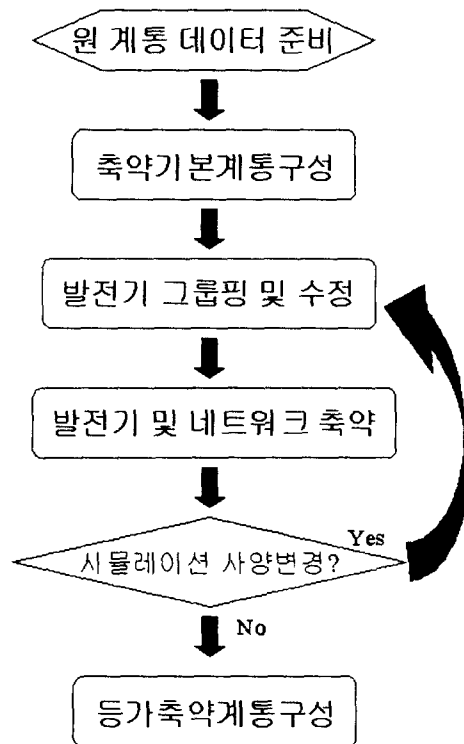 원 계통 데이터 준비
축약기본계통구성
발전기 그룹핑 및 수정
발전기 및 네트워크 축약
Yes
시뮬레이션 사양변경?
No
등가축약계통구성